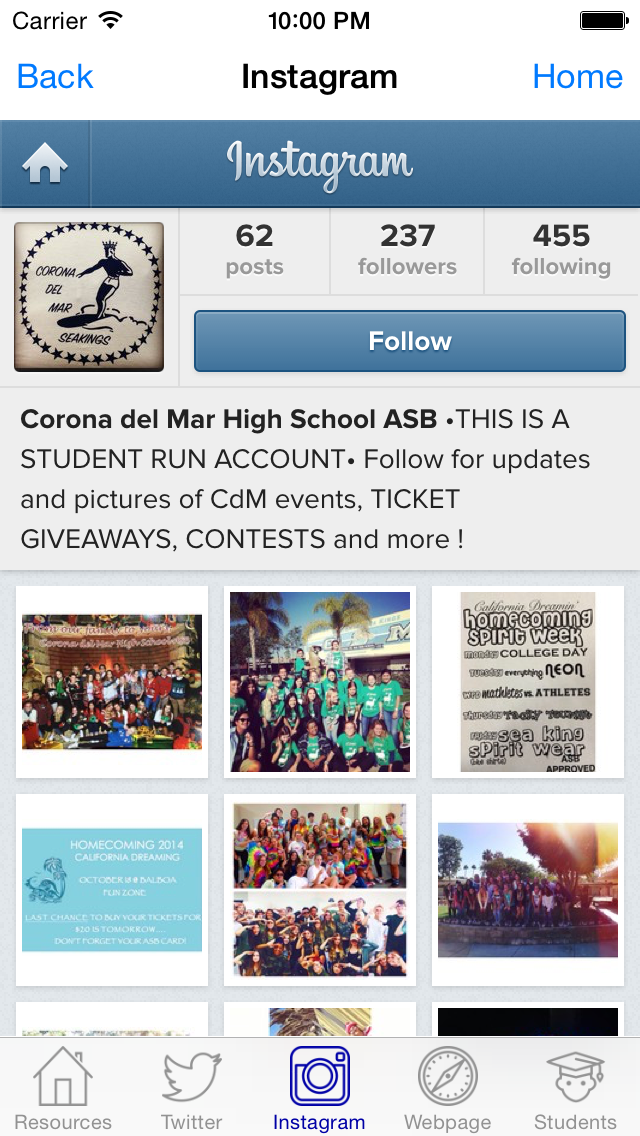 Carrier 10:00 PM
Back Instagram Home
Instagram
62 237 455
posts followers following
CORONA
DEL
MAR
SEAKINGS
Follow
Corona del Mar High School ASB •THIS IS A
STUDENT RUN ACCOUNT• Follow for updates
and pictures of CdM events, TICKET
GIVEAWAYS, CONTESTS and more !
Corona del Mar High School
California Dreamin'
homecoming
spirit week
monday COLLEGE DAY
tuesday everything NEON
wed mathletes vs. ATHLETES
thursday
friday sea king
spirit wear
ASB
APPROVED
HOMECOMING 2014
CALIFORNIA DREAMING
OCTOBER 18 @ BALBOA
FUN ZONE
LAST CHANCE TO BUY YOUR TICKETS FOR
$20 IS TOMORROW....
DON'T FORGET YOUR ASB CARD!
Resources Twitter Instagram Webpage Students